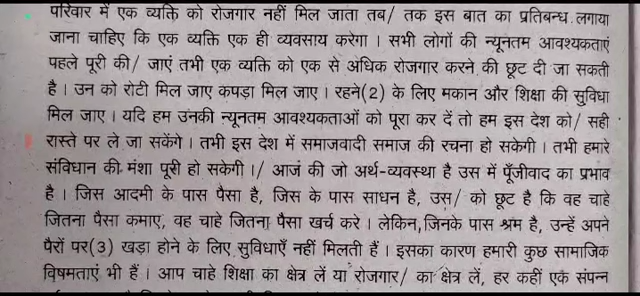 परिवार में एक व्यक्ति को रोजगार नहीं मिल जाता तब/ तक इस बात का प्रतिबन्ध लगाया
जाना चाहिए कि एक व्यक्ति एक ही व्यवसाय करेगा । सभी लोगों की न्यूनतम आवश्यकताएं
पहले पूरी की/ जाएं तभी एक व्यक्ति को एक से अधिक रोजगार करने की छूट दी जा सकती
है । उन को रोटी मिल जाए कपड़ा मिल जाए । रहने(2) के लिए मकान और शिक्षा की सुविधा
मिल जाए । यदि हम उनकी न्यूनतम आवश्यकताओं को पूरा कर दें तो हम इस देश को/ सही
रास्ते पर ले जा सकेंगे । तभी इस देश में समाजवादी समाज की रचना हो सकेगी । तभी हमारे
संविधान की मंशा पूरी हो सकेगी ।/ आज की जो अर्थ-व्यवस्था है उस में पूँजीवाद का प्रभाव
है । जिस आदमी के पास पैसा है, जिस के पास साधन है, उस/ को छूट है कि वह चाहे
जितना पैसा कमाए, वह चाहे जितना पैसा खर्च करे । लेकिन,जिनके पास श्रम है, उन्हें अपने
पैरों पर(3) खड़ा होने के लिए सुविधाएँ नहीं मिलती हैं । इसका कारण हमारी कुछ सामाजिक
विषमताएं भी हैं । आप चाहे शिक्षा का क्षेत्र लें या रोजगार/ का क्षेत्र लें, हर कहीं एक संपन्न